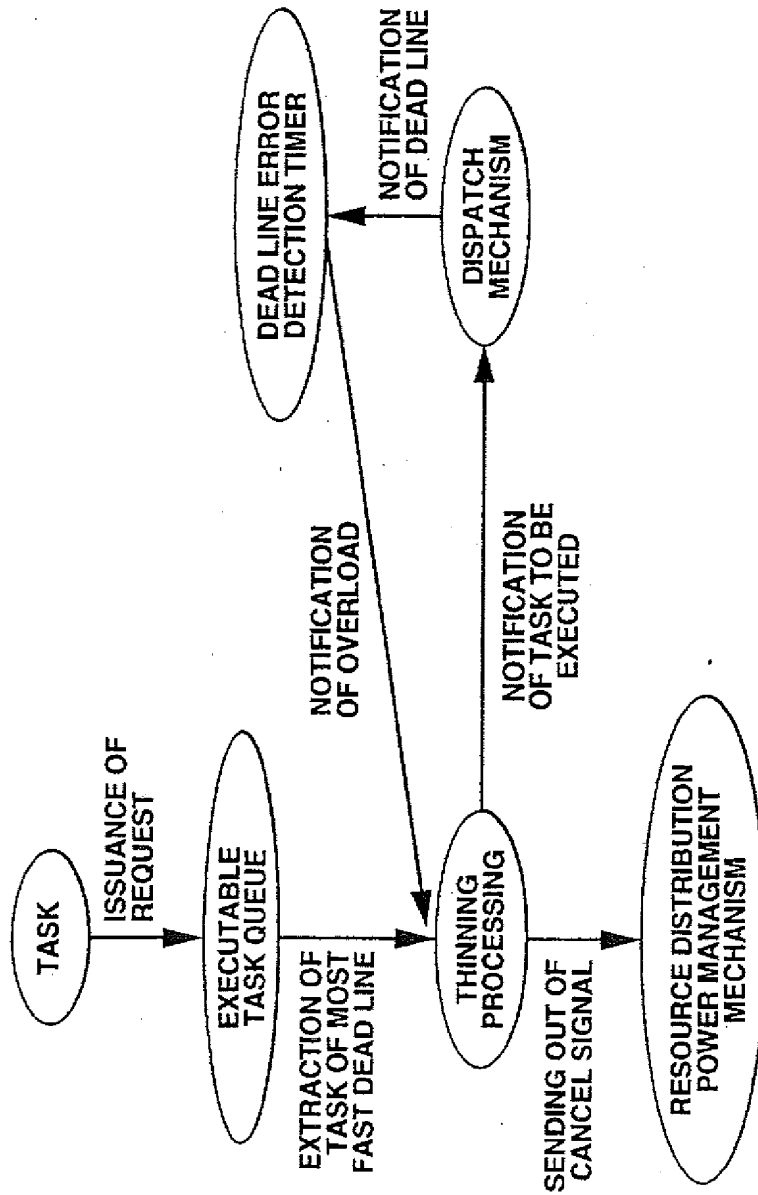 TASK
ISSUANCE OF
REQUEST
EXECUTABLE
TASK QUEUE
EXTRACTION OF
TASK OF MOST
FAST DEAD LINE
THINNING
PROCESSING
SENDING OUT OF
CANCEL SIGNAL
RESOURCE DISTRIBUTION
POWER MANAGEMENT
MECHANISM
NOTIFICATION
OF OVERLOAD
NOTIFICATION
OF TASK TO BE
EXECUTED
DEAD LINE ERROR
DETECTION TIMER
NOTIFICATION
OF DEAD LINE
DISPATCH
MECHANISM